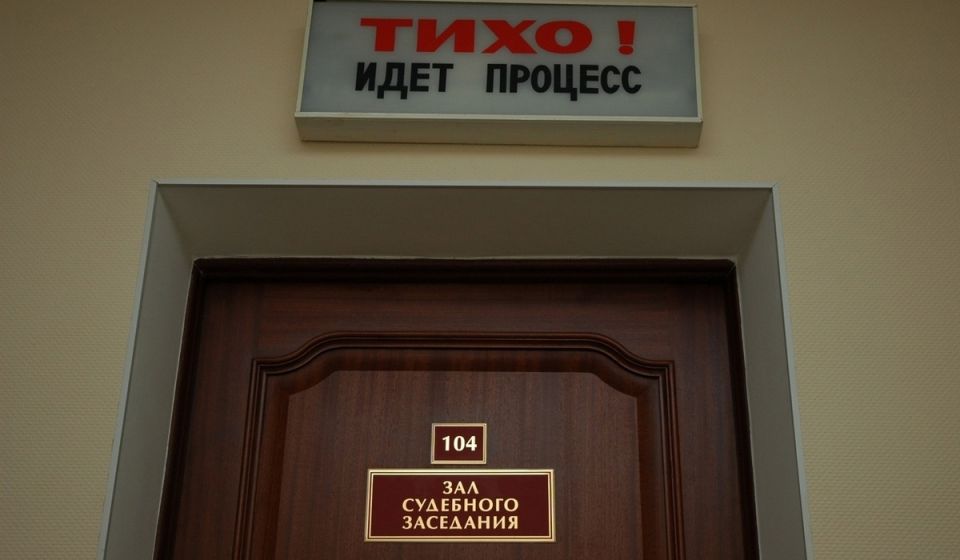 ТИХО !
ИДЕТ ПРОЦЕСС
104
ЗАЛ
СУДЕБНОГО
ЗАСЕДАНИЯ